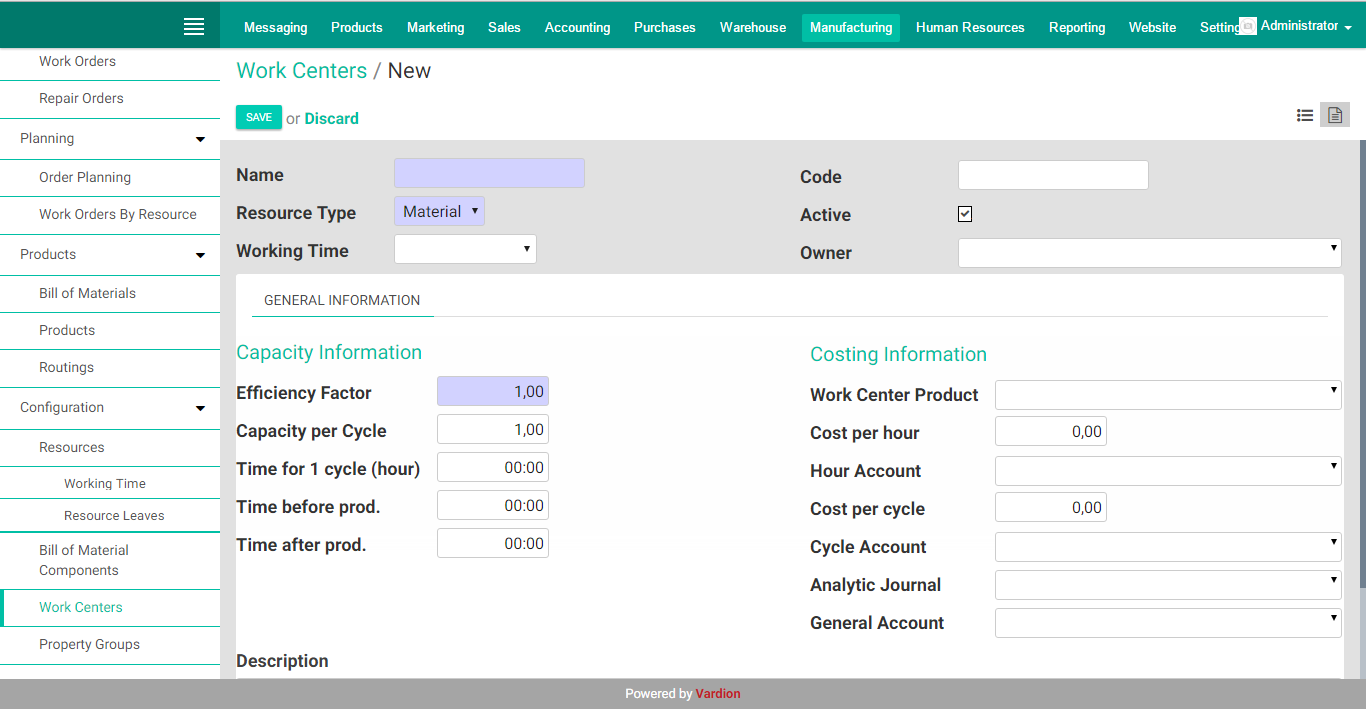 Messaging Products Marketing Sales Accounting Purchases Warehouse Manufacturing Human Resources Reporting Website Setting Administrator
Work Orders
Repair Orders
Planning
Order Planning
Work Orders By Resource
Products
Bill of Materials
Products
Routings
Configuration
Resources
Working Time
Resource Leaves
Bill of Material
Components
Work Centers
Property Groups
Work Centers / New
SAVE or Discard
Name
Resource Type Material
Working Time
Code
Active
Owner
GENERAL INFORMATION
Capacity Information
Efficiency Factor 1,00
Capacity per Cycle 1,00
Time for 1 cycle (hour) 00:00
Time before prod. 00:00
Time after prod. 00:00
Costing Information
Work Center Product
Cost per hour 0,00
Hour Account
Cost per cycle 0,00
Cycle Account
Analytic Journal
General Account
Description
Powered by Vardion